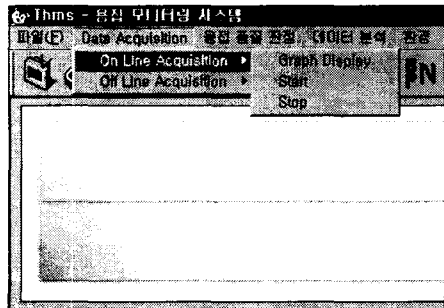 Thms - 용접 모니터링 시스템
파일(F) Data Acquisition 용접 품질 판정 데이터 분석 환경
On Line Acquisition Graph Display
Off Line Acquisition Start
Stop
N